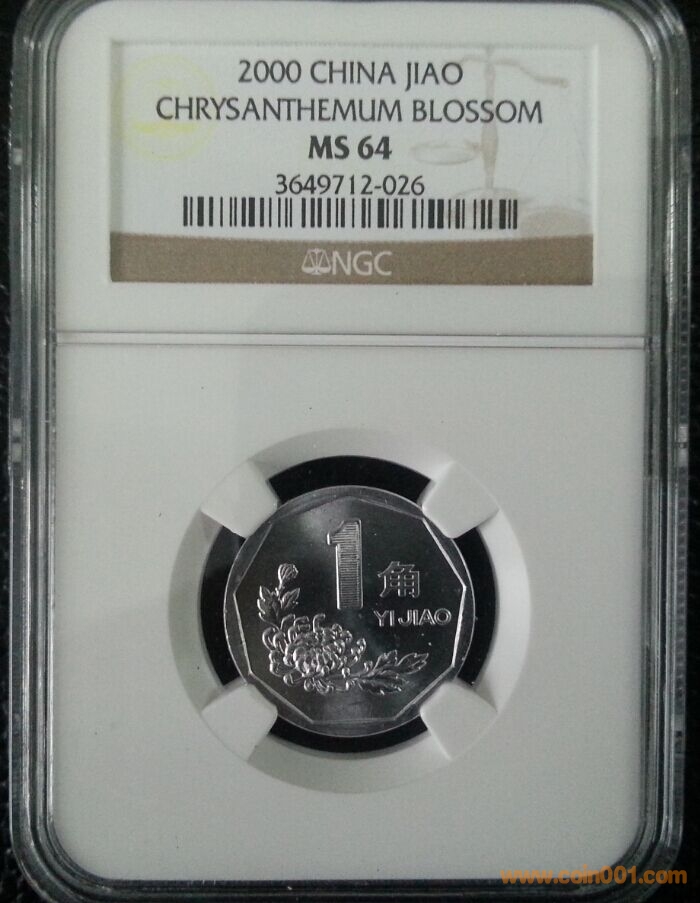 2000 CHINA JIAO
CHRYSANTHEMUM BLOSSOM
MS 64
3649712-026
NGC
1角
YI JIAO
www.coin001.com